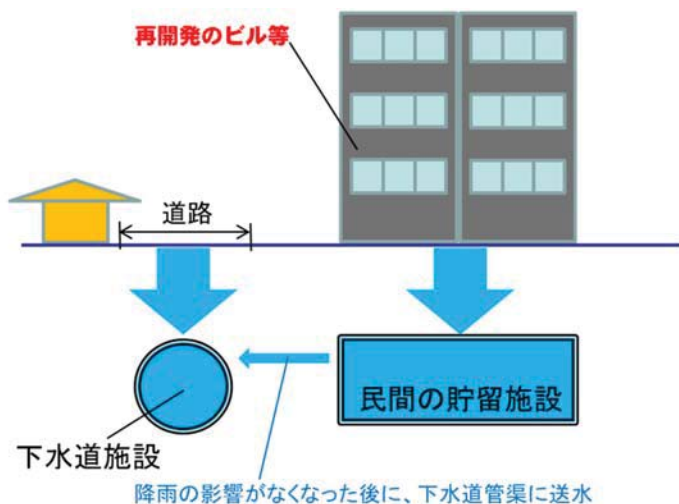 再開発のビル等
道路
民間の貯留施設
下水道施設
降雨の影響がなくなった後に、下水道管渠に送水